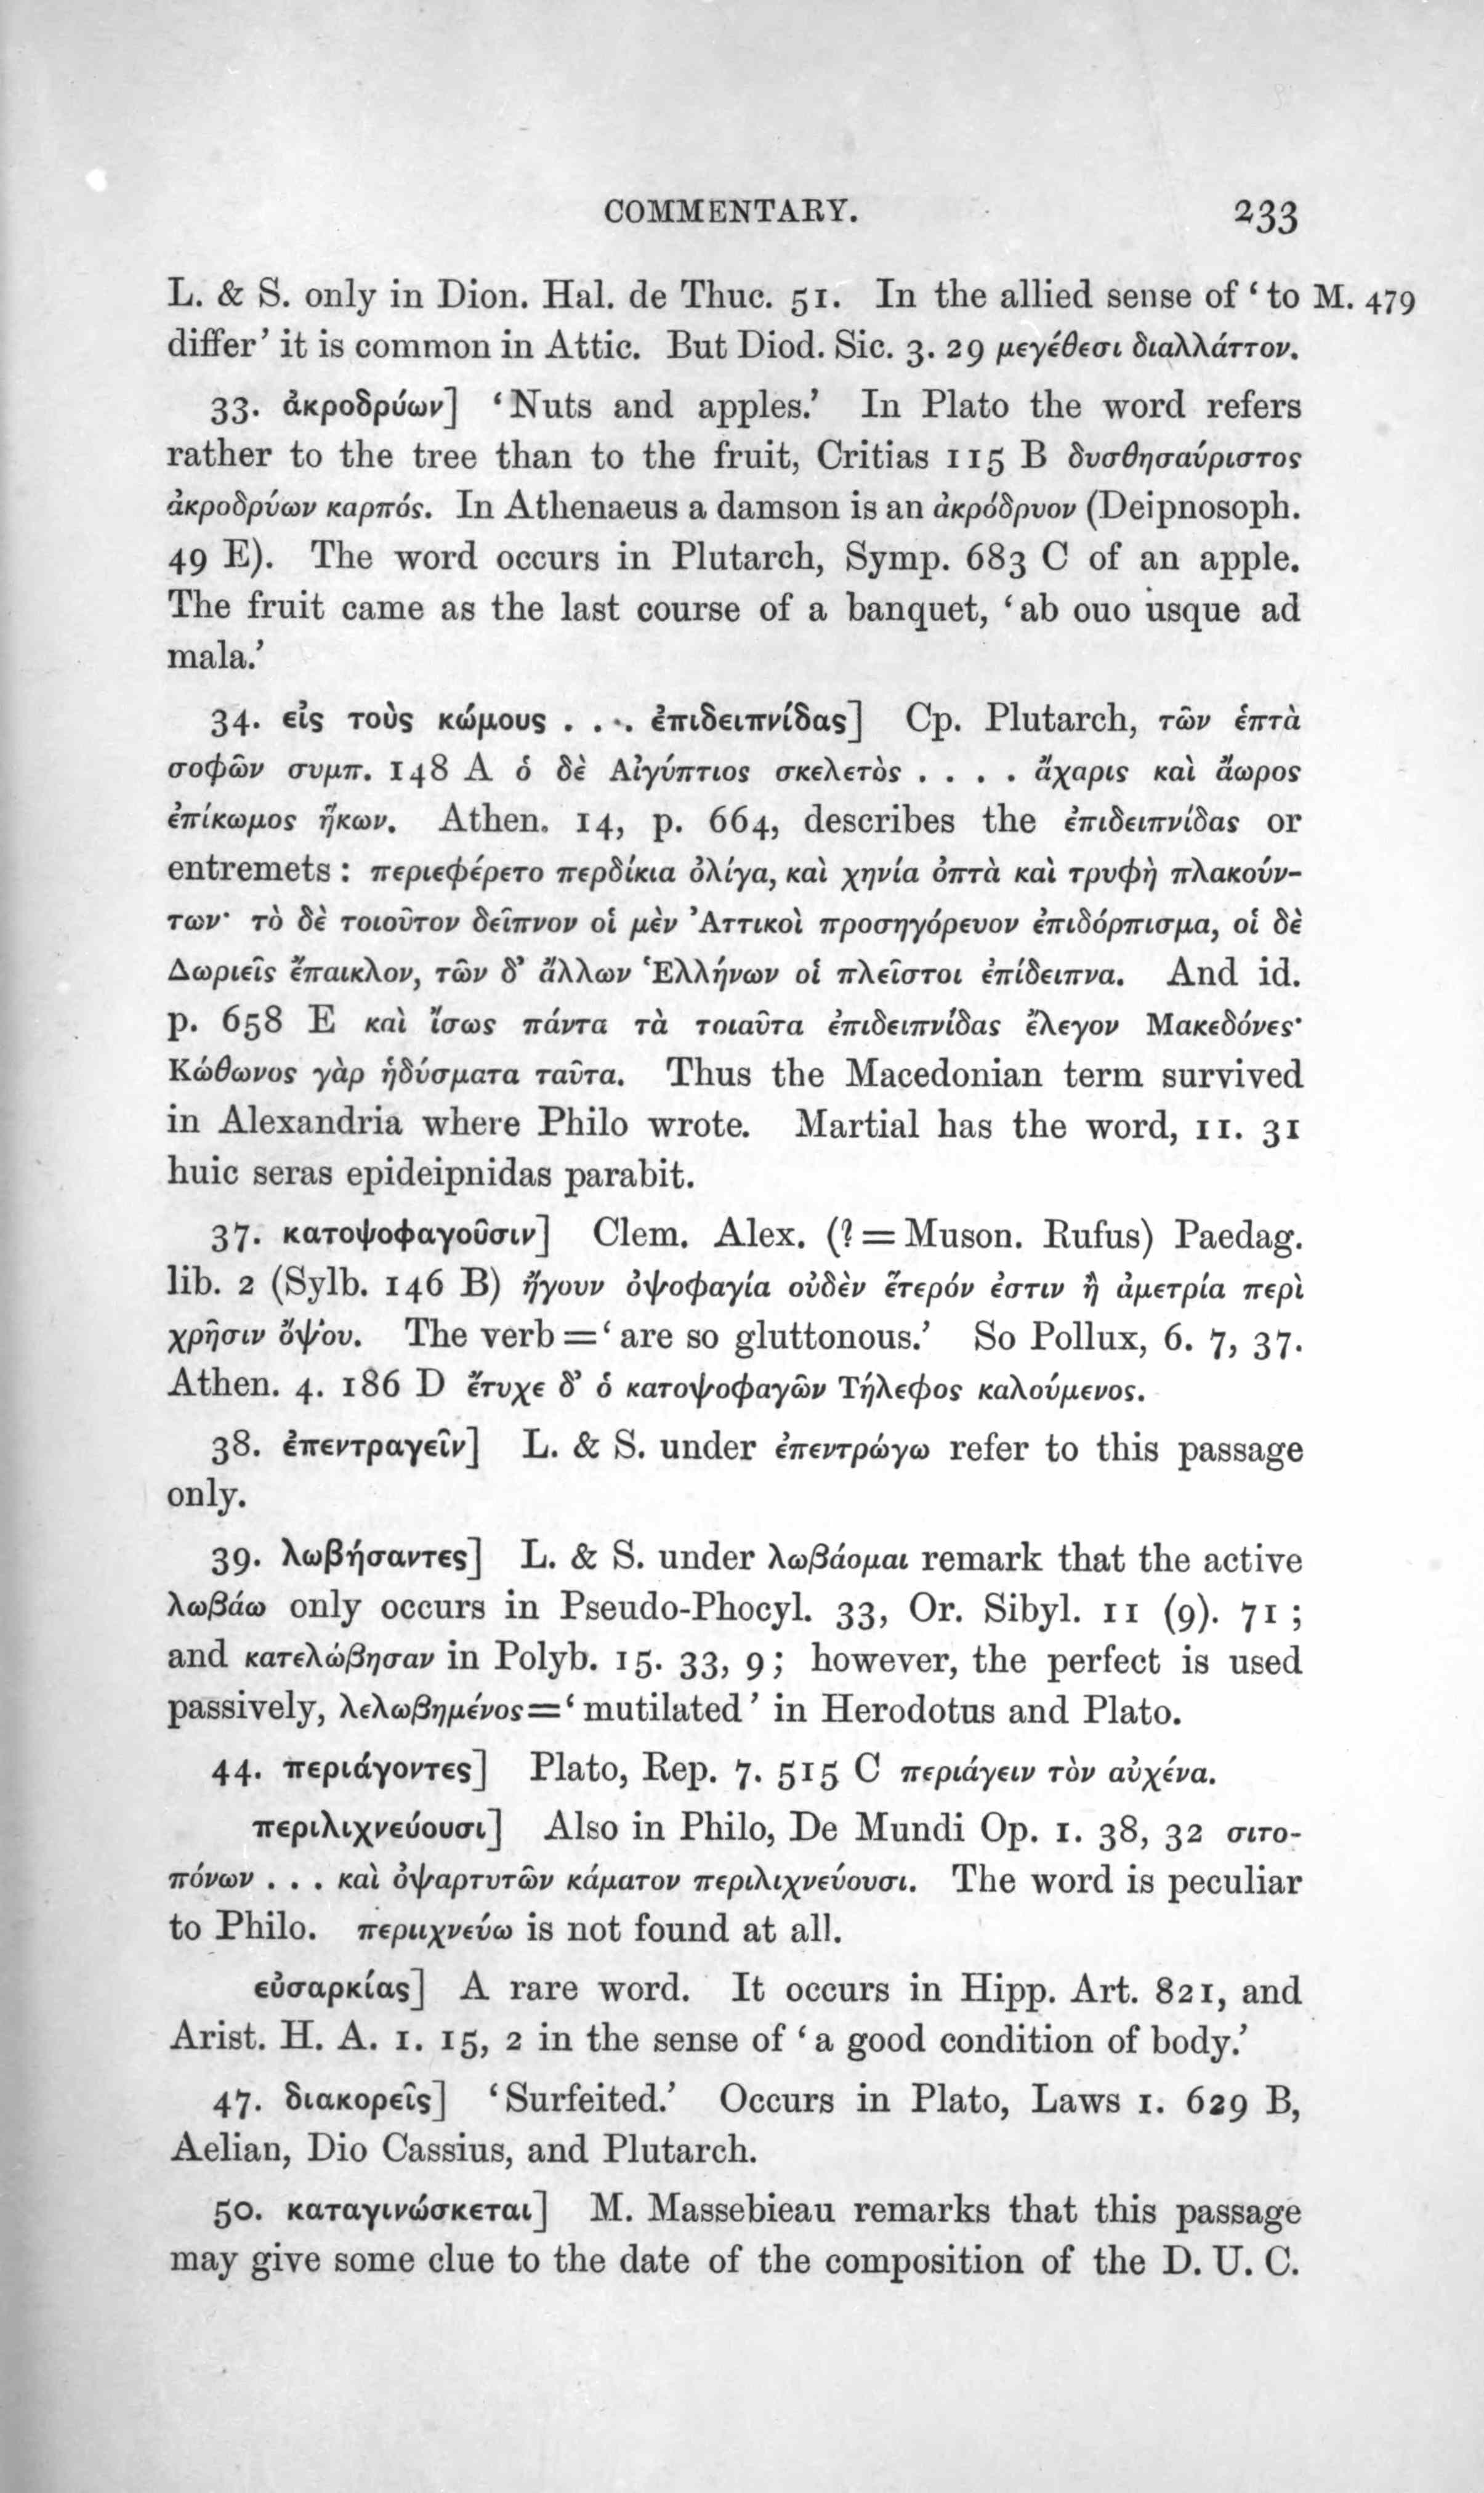 COMMENTARY. 233
L. & S. only in Dion. Hal. de Thuc. 51. In the allied sense of ‘to M. 479
differ’ it is common in Attic. But Diod. Sic. 3. 29 μεγέθεσι διαλλάττον.
33. ἀκροδρύων] ‘Nuts and apples.’ In Plato the word refers
rather to the tree than to the fruit, Critias 115 B δυσθησαύριστος
ἀκροδρύων καρπός. In Athenaeus a damson is an ἀκρόδρυον (Deipnosoph.
49 E). The word occurs in Plutarch, Symp. 683 C of an apple.
The fruit came as the last course of a banquet, ‘ab ouo usque ad
mala.’
34. εἰς τοὺς κώμους . . . ἐπιδειπνίδας] Cp. Plutarch, τῶν ἑπτὰ
σοφῶν συμπ. 148 A ὁ δὲ Αἰγύπτιος σκελετὸς . . . . ἄχαρις καὶ ἄωρος
ἐπίκωμος ἥκων. Athen. 14, p. 664, describes the ἐπιδειπνίδας or
entremets : περιεφέρετο περδίκια ὀλίγα, καὶ χηνία ὀπτὰ καὶ τρυφὴ πλακούν-
των· τὸ δὲ τοιοῦτον δεῖπνον οἱ μὲν Ἀττικοὶ προσηγόρευον ἐπιδόρπισμα, οἱ δὲ
Δωριεῖς ἔπαικλον, τῶν δ’ ἄλλων Ἑλλήνων οἱ πλεῖστοι ἐπίδειπνα. And id.
p. 658 E καὶ ἴσως πάντα τὰ τοιαῦτα ἐπιδειπνίδας ἔλεγον Μακεδόνες·
Κώθωνος γὰρ ἡδύσματα ταῦτα. Thus the Macedonian term survived
in Alexandria where Philo wrote. Martial has the word, 11. 31
huic seras epideipnidas parabit.
37. κατοψοφαγοῦσιν] Clem. Alex. (? = Muson. Rufus) Paedag.
lib. 2 (Sylb. 146 B) ἤγουν ὀψοφαγία οὐδὲν ἕτερόν ἐστιν ἢ ἀμετρία περὶ
χρῆσιν ὄψου. The verb = ‘are so gluttonous.’ So Pollux, 6. 7, 37.
Athen. 4. 186 D ἔτυχε δ’ ὁ κατοψοφαγῶν Τήλεφος καλούμενος.
38. ἐπεντραγεῖν] L. & S. under ἐπεντρώγω refer to this passage
only.
39. λωβήσαντες] L. & S. under λωβάομαι remark that the active
λωβάω only occurs in Pseudo-Phocyl. 33, Or. Sibyl. 11 (9). 71 ;
and κατελώβησαν in Polyb. 15. 33, 9 ; however, the perfect is used
passively, λελωβημένος = ‘mutilated’ in Herodotus and Plato.
44. περιάγοντες] Plato, Rep. 7. 515 C περιάγειν τὸν αὐχένα.
περιλιχνεύουσι] Also in Philo, De Mundi Op. 1. 38, 32 σιτο-
πόνων . . . καὶ ὀψαρτυτῶν κάματον περιλιχνεύουσι. The word is peculiar
to Philo. περιιχνεύω is not found at all.
εὐσαρκίας] A rare word. It occurs in Hipp. Art. 821, and
Arist. H. A. 1. 15, 2 in the sense of ‘a good condition of body.’
47. διακορεῖς] ‘Surfeited.’ Occurs in Plato, Laws 1. 629 B,
Aelian, Dio Cassius, and Plutarch.
50. καταγινώσκεται] M. Massebieau remarks that this passage
may give some clue to the date of the composition of the D. U. C.